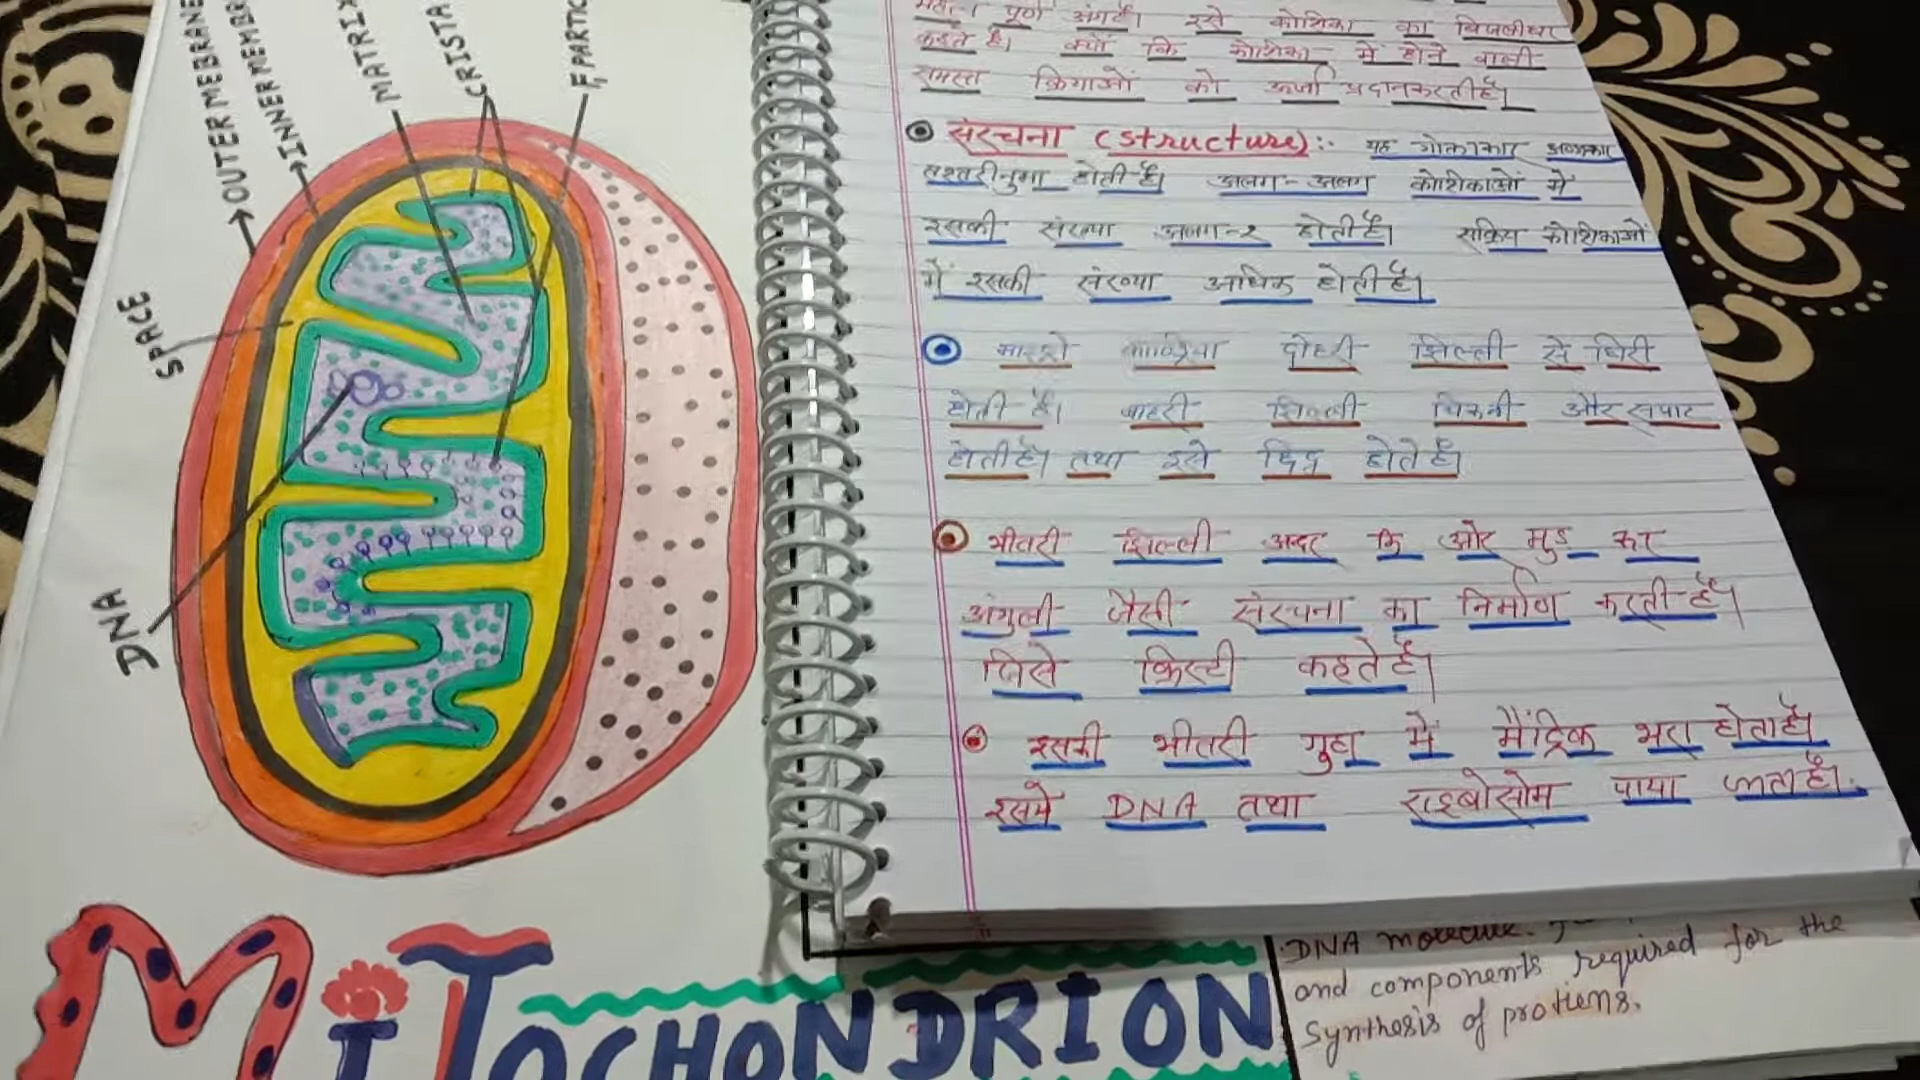 OUTER MEBRANE
INNER MEMBR
MATRIX
CRISTA
F₁ PARTIC
SPACE
DNA
MiTOCHONDRION
पूर्ण अंग है। इसे कोशिका का बिजलीघर
कहते है। क्यों कि कोशिका में होने वाली
समस्त क्रियाओं को ऊर्जा प्रदान करती है।
संरचना (structure):- यह गोलाकार
तश्तरीनुमा होती है। अलग-अलग कोशिकाओं में
इसकी संख्या अलग-२ होती है। सक्रिय कोशिकाओं
में इसकी संख्या अधिक होती है।
दोहरी झिल्ली से घिरी
होती है। बाहरी झिल्ली चिकनी और सपाट
होती है। तथा इसे छिद्र होते है।
भीतरी झिल्ली अन्दर कि ओर मुड कर
अंगुली जैसी संरचना का निर्माण करती है।
जिसे क्रिस्टी कहते है।
इसकी भीतरी गुहा में मैट्रिक भरा होता है।
इसमें DNA तथा राइबोसोम पाया जाता है।
DNA molecule.
and components required for the
synthesis of protiens.